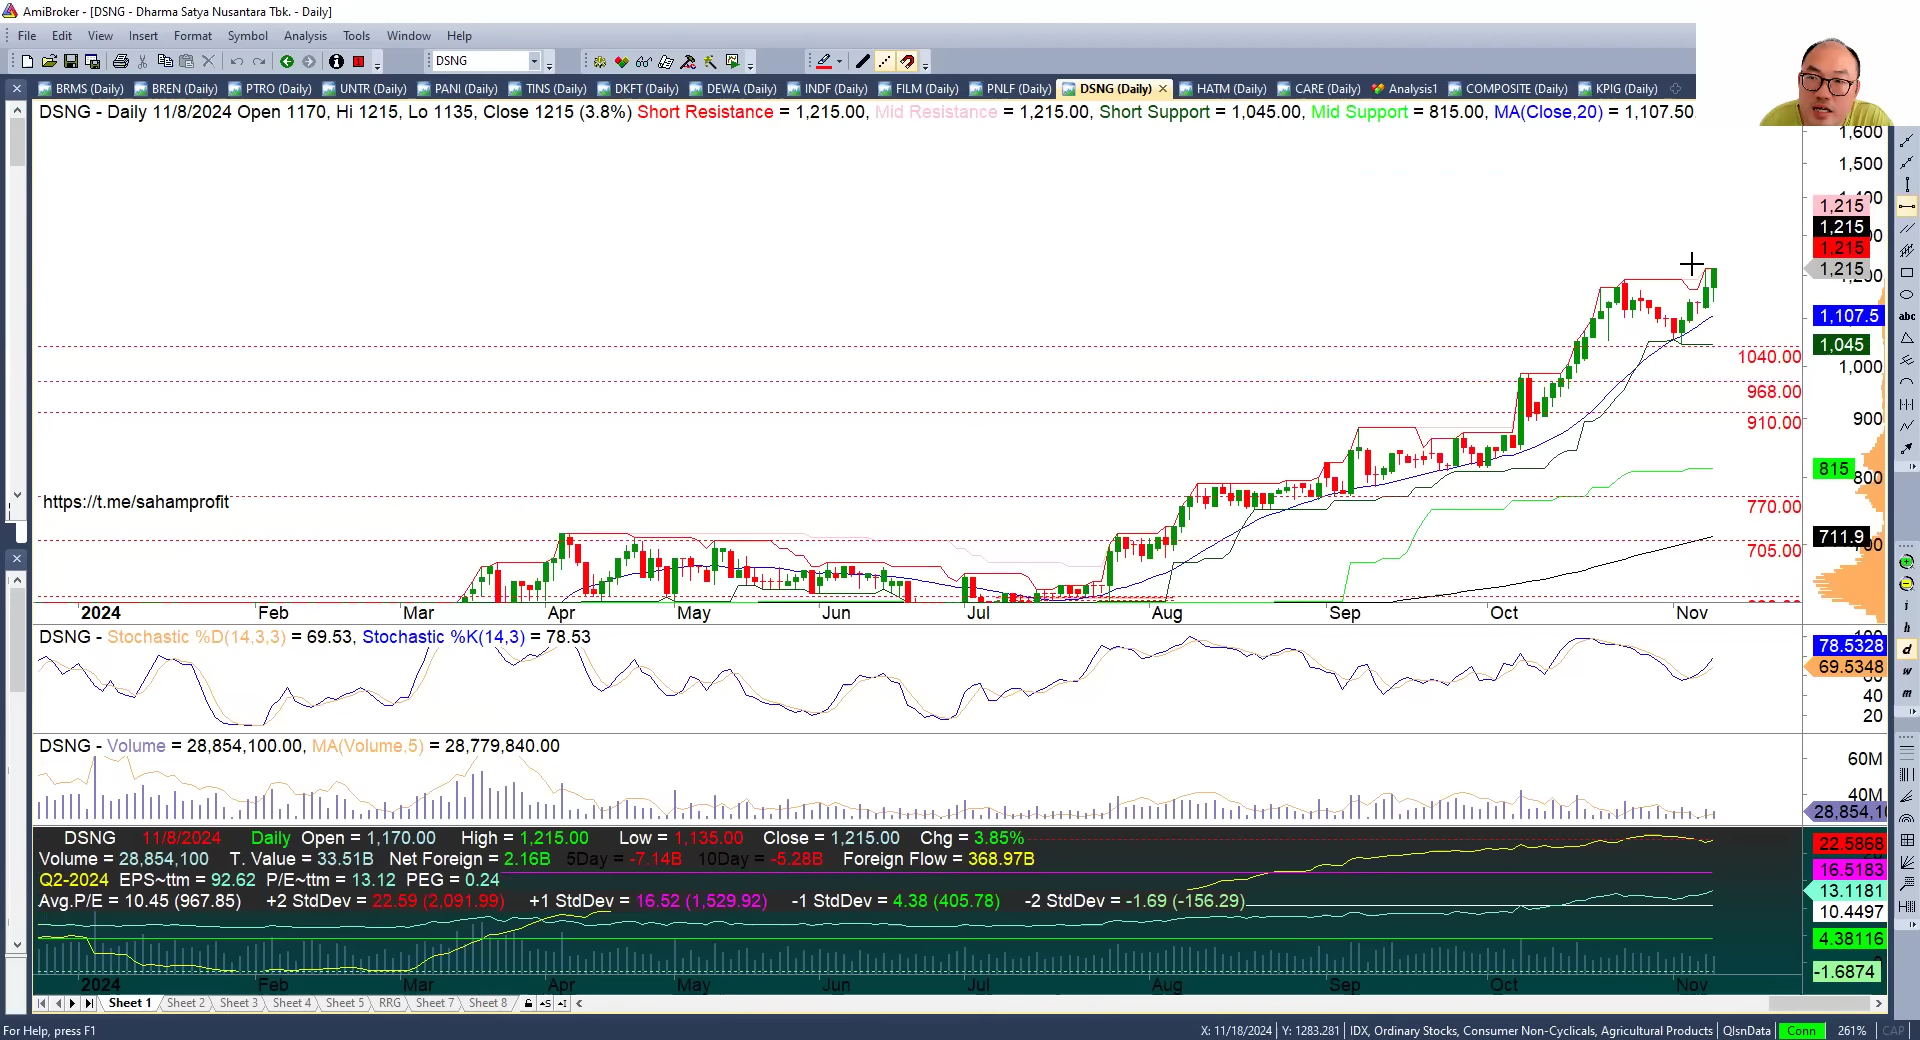 AmiBroker - [DSNG - Dharma Satya Nusantara Tbk. - Daily]
File Edit View Insert Format Symbol Analysis Tools Window Help
DSNG
BRMS (Daily) BREN (Daily) PTRO (Daily) UNTR (Daily) PANI (Daily) TINS (Daily) DKFT (Daily) DEWA (Daily) INDF (Daily) FILM (Daily) PNLF (Daily) DSNG (Daily) HATM (Daily) CARE (Daily) Analysis1 COMPOSITE (Daily) KPIG (Daily)
DSNG - Daily 11/8/2024 Open 1170, Hi 1215, Lo 1135, Close 1215 (3.8%) Short Resistance = 1,215.00, Mid Resistance = 1,215.00, Short Support = 1,045.00, Mid Support = 815.00, MA(Close,20) = 1,107.50
1,600
1,500
1,215
1,215
1,215
1,215
1,107.5
1,045
1040.00
1,000
968.00
900
910.00
815
800
https://t.me/sahamprofit
770.00
711.9
705.00
2024 Feb Mar Apr May Jun Jul Aug Sep Oct Nov
DSNG - Stochastic %D(14,3,3) = 69.53, Stochastic %K(14,3) = 78.53
78.5328
69.5348
40
20
DSNG - Volume = 28,854,100.00, MA(Volume,5) = 28,779,840.00
60M
40M
28,854,10
DSNG 11/8/2024 Daily Open = 1,170.00 High = 1,215.00 Low = 1,135.00 Close = 1,215.00 Chg = 3.85%
Volume = 28,854,100 T. Value = 33.51B Net Foreign = 2.16B 5Day = -7.14B 10Day = -5.28B Foreign Flow = 368.97B
Q2-2024 EPS~ttm = 92.62 P/E~ttm = 13.12 PEG = 0.24
Avg.P/E = 10.45 (967.85) +2 StdDev = 22.59 (2,091.99) +1 StdDev = 16.52 (1,529.92) -1 StdDev = 4.38 (405.78) -2 StdDev = -1.69 (-156.29)
22.5868
16.5183
13.1181
10.4497
4.38116
-1.6874
2024 Feb Mar Apr May Jun Jul Aug Sep Oct Nov
Sheet 1 Sheet 2 Sheet 3 Sheet 4 Sheet 5 RRG Sheet 7 Sheet 8
For Help, press F1
X: 11/18/2024 Y: 1283.281 IDX, Ordinary Stocks, Consumer Non-Cyclicals, Agricultural Products QlsnData Conn 261% CAP
abc
i
h
d
w
m